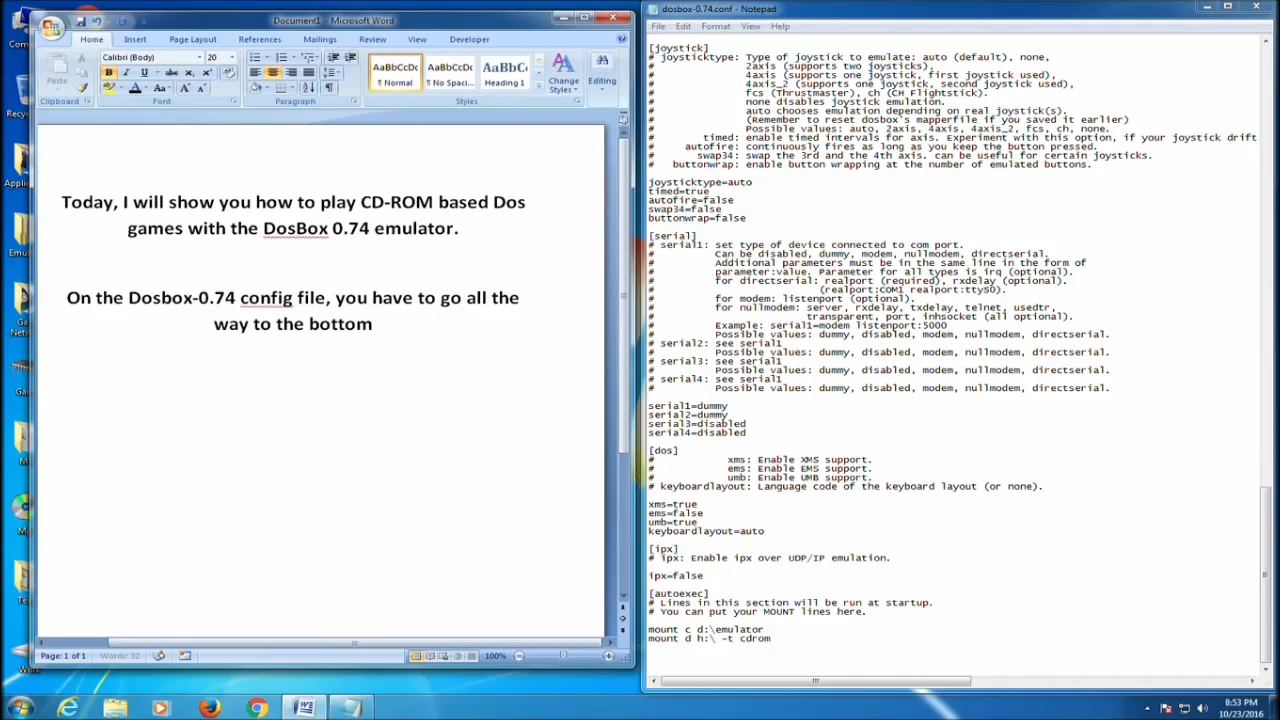 Document1 - Microsoft Word
Home Insert Page Layout References Mailings Review View Developer
Calibri (Body) 20
Paste
B I U abc x₂ x²
Aa
AaBbCcDc AaBbCcDc AaBbCc
¶ Normal ¶ No Spaci... Heading 1
Change Styles
Editing
Clipboard Font Paragraph Styles
Today, I will show you how to play CD-ROM based Dos
games with the DosBox 0.74 emulator.
On the Dosbox-0.74 config file, you have to go all the
way to the bottom
Page: 1 of 1 Words: 32 100%
dosbox-0.74.conf - Notepad
File Edit Format View Help
[joystick]
# joysticktype: Type of joystick to emulate: auto (default), none,
# 2axis (supports two joysticks),
# 4axis (supports one joystick, first joystick used),
# 4axis_2 (supports one joystick, second joystick used),
# fcs (Thrustmaster), ch (CH Flightstick).
# none disables joystick emulation.
# auto chooses emulation depending on real joystick(s).
# (Remember to reset dosbox's mapperfile if you saved it earlier)
# Possible values: auto, 2axis, 4axis, 4axis_2, fcs, ch, none.
# timed: enable timed intervals for axis. Experiment with this option, if your joystick drift
# autofire: continuously fires as long as you keep the button pressed.
# swap34: swap the 3rd and the 4th axis. can be useful for certain joysticks.
# buttonwrap: enable button wrapping at the number of emulated buttons.
joysticktype=auto
timed=true
autofire=false
swap34=false
buttonwrap=false
[serial]
# serial1: set type of device connected to com port.
# Can be disabled, dummy, modem, nullmodem, directserial.
# Additional parameters must be in the same line in the form of
# parameter:value. Parameter for all types is irq (optional).
# for directserial: realport (required), rxdelay (optional).
# (realport:COM1 realport:ttyS0).
# for modem: listenport (optional).
# for nullmodem: server, rxdelay, txdelay, telnet, usedtr,
# transparent, port, inhsocket (all optional).
# Example: serial1=modem listenport:5000
# Possible values: dummy, disabled, modem, nullmodem, directserial.
# serial2: see serial1
# Possible values: dummy, disabled, modem, nullmodem, directserial.
# serial3: see serial1
# Possible values: dummy, disabled, modem, nullmodem, directserial.
# serial4: see serial1
# Possible values: dummy, disabled, modem, nullmodem, directserial.
serial1=dummy
serial2=dummy
serial3=disabled
serial4=disabled
[dos]
# xms: Enable XMS support.
# ems: Enable EMS support.
# umb: Enable UMB support.
# keyboardlayout: Language code of the keyboard layout (or none).
xms=true
ems=false
umb=true
keyboardlayout=auto
[ipx]
# ipx: Enable ipx over UDP/IP emulation.
ipx=false
[autoexec]
# Lines in this section will be run at startup.
# You can put your MOUNT lines here.
mount c d:\emulator
mount d h:\ -t cdrom
8:53 PM
10/23/2016